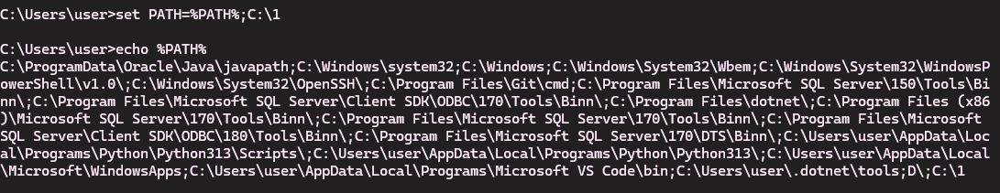 C:\Users\user>set PATH=%PATH%;C:\1
C:\Users\user>echo %PATH%
C:\ProgramData\Oracle\Java\javapath;C:\Windows\system32;C:\Windows;C:\Windows\System32\Wbem;C:\Windows\System32\WindowsP
owerShell\v1.0\;C:\Windows\System32\OpenSSH\;C:\Program Files\Git\cmd;C:\Program Files\Microsoft SQL Server\150\Tools\Bi
nn\;C:\Program Files\Microsoft SQL Server\Client SDK\ODBC\170\Tools\Binn\;C:\Program Files\dotnet\;C:\Program Files (x86
)\Microsoft SQL Server\170\Tools\Binn\;C:\Program Files\Microsoft SQL Server\170\Tools\Binn\;C:\Program Files\Microsoft 
SQL Server\Client SDK\ODBC\180\Tools\Binn\;C:\Program Files\Microsoft SQL Server\170\DTS\Binn\;C:\Users\user\AppData\Loc
al\Programs\Python\Python313\Scripts\;C:\Users\user\AppData\Local\Programs\Python\Python313\;C:\Users\user\AppData\Local
\Microsoft\WindowsApps;C:\Users\user\AppData\Local\Programs\Microsoft VS Code\bin;C:\Users\user\.dotnet\tools;D\;C:\1